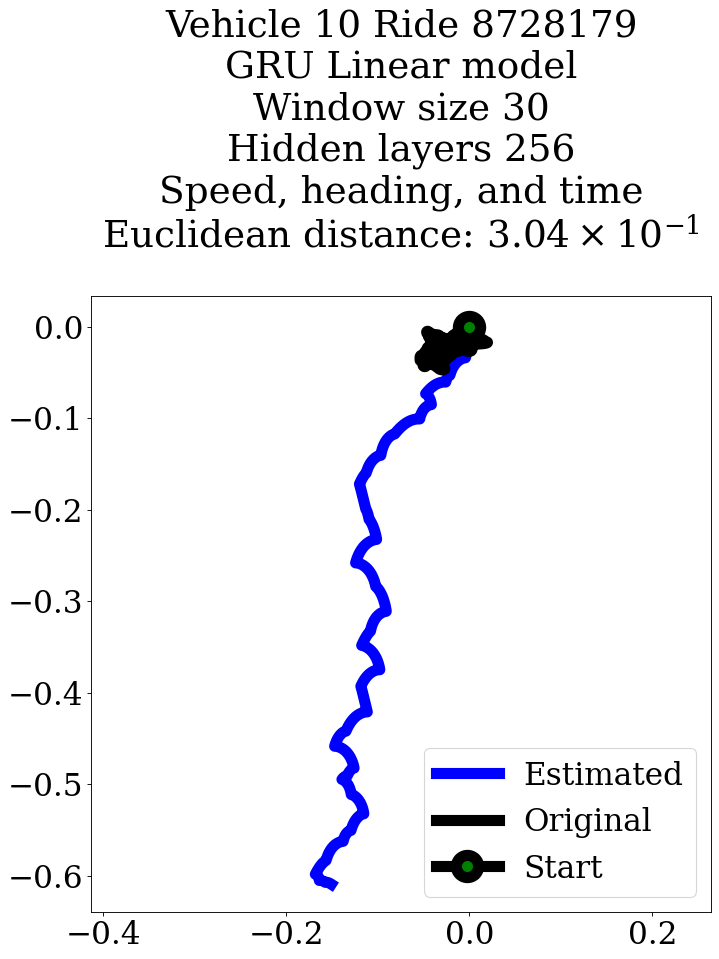 Vehicle 10 Ride 8728179
GRU Linear model
Window size 30
Hidden layers 256
Speed, heading, and time
Euclidean distance: 3.04 × 10⁻¹
0.0
−0.1
−0.2
−0.3
−0.4
−0.5
−0.6
Estimated
Original
Start
−0.4 −0.2 0.0 0.2